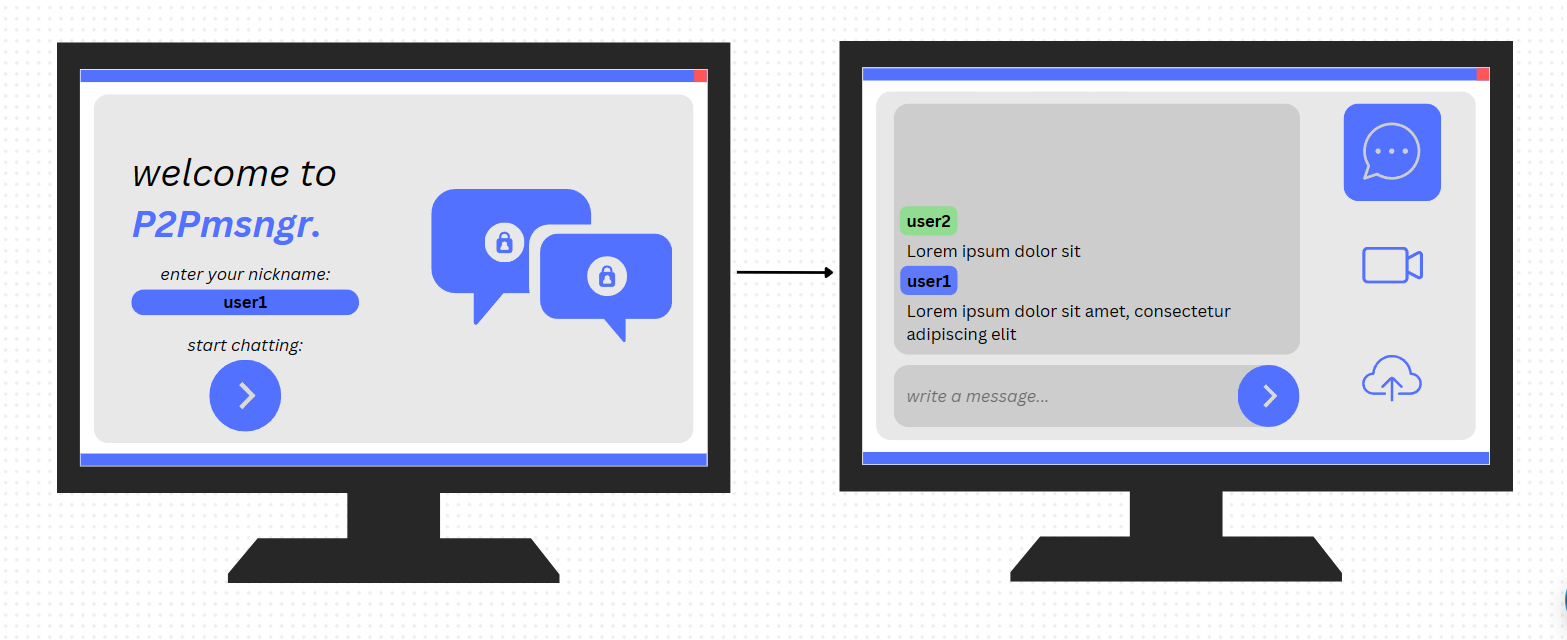 welcome to
P2Pmsngr.
enter your nickname:
user1
start chatting:
user2
Lorem ipsum dolor sit
user1
Lorem ipsum dolor sit amet, consectetur
adipiscing elit
write a message...